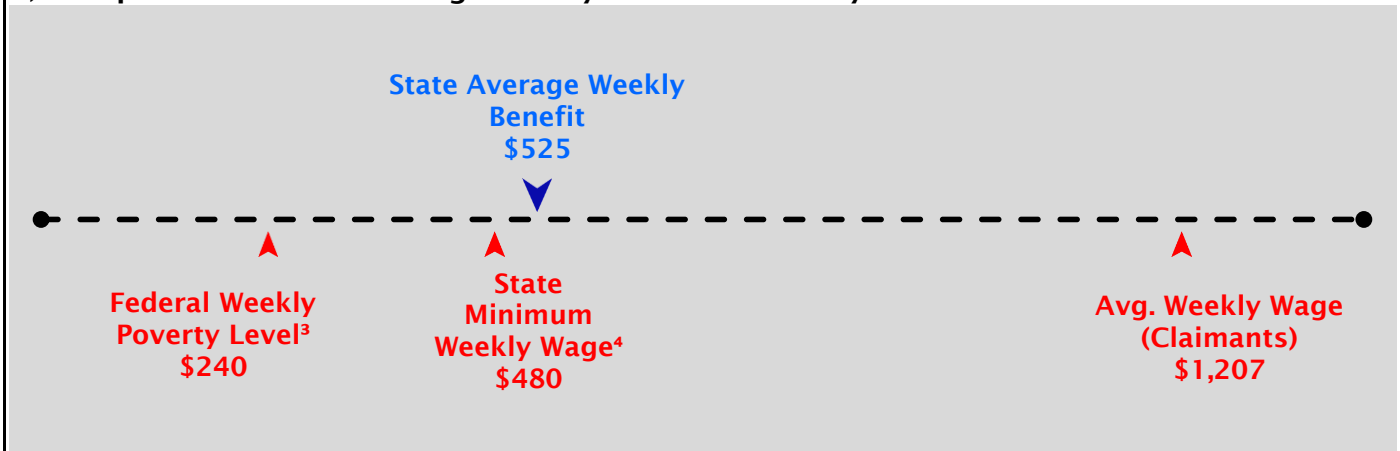 State Average Weekly
Benefit
$525
Federal Weekly
Poverty Level³
$240
State
Minimum
Weekly Wage⁴
$480
Avg. Weekly Wage
(Claimants)
$1,207